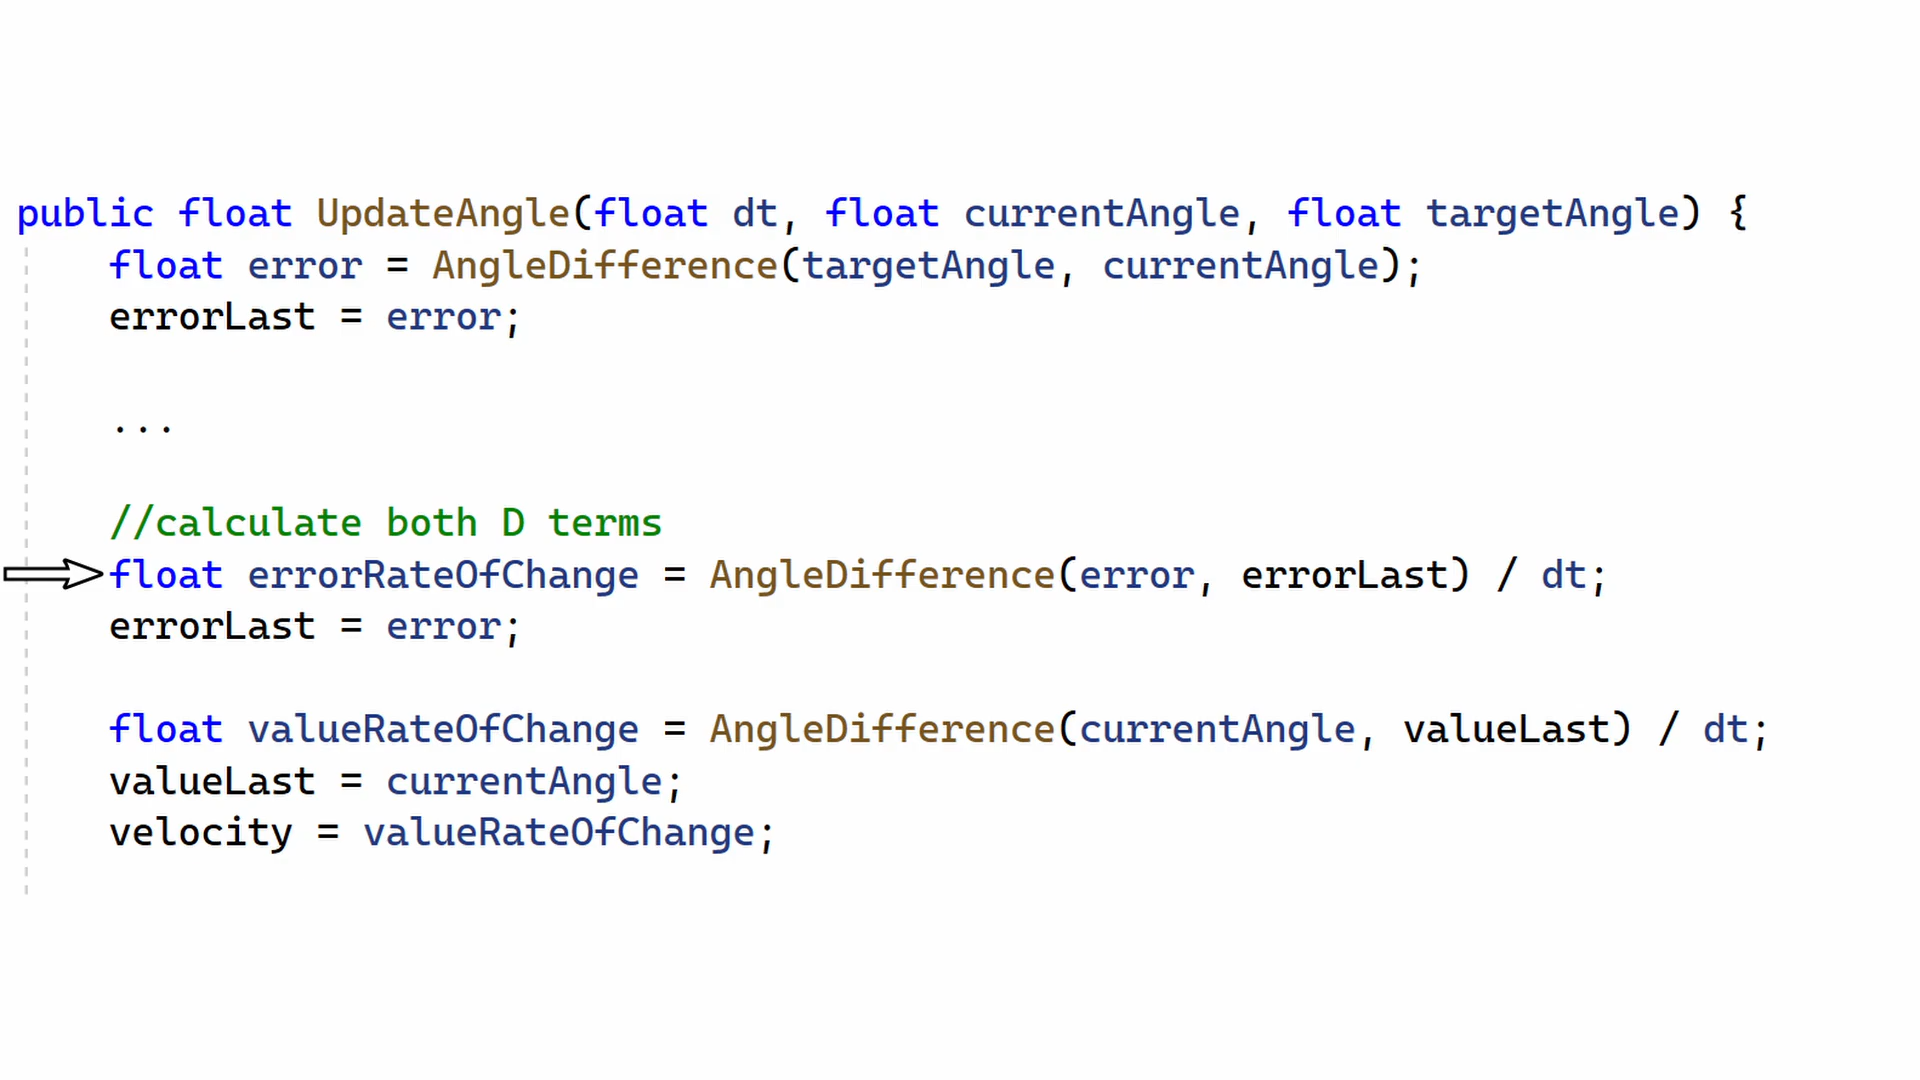 public float UpdateAngle(float dt, float currentAngle, float targetAngle) {
float error = AngleDifference(targetAngle, currentAngle);
errorLast = error;
...
//calculate both D terms
float errorRateOfChange = AngleDifference(error, errorLast) / dt;
errorLast = error;
float valueRateOfChange = AngleDifference(currentAngle, valueLast) / dt;
valueLast = currentAngle;
velocity = valueRateOfChange;